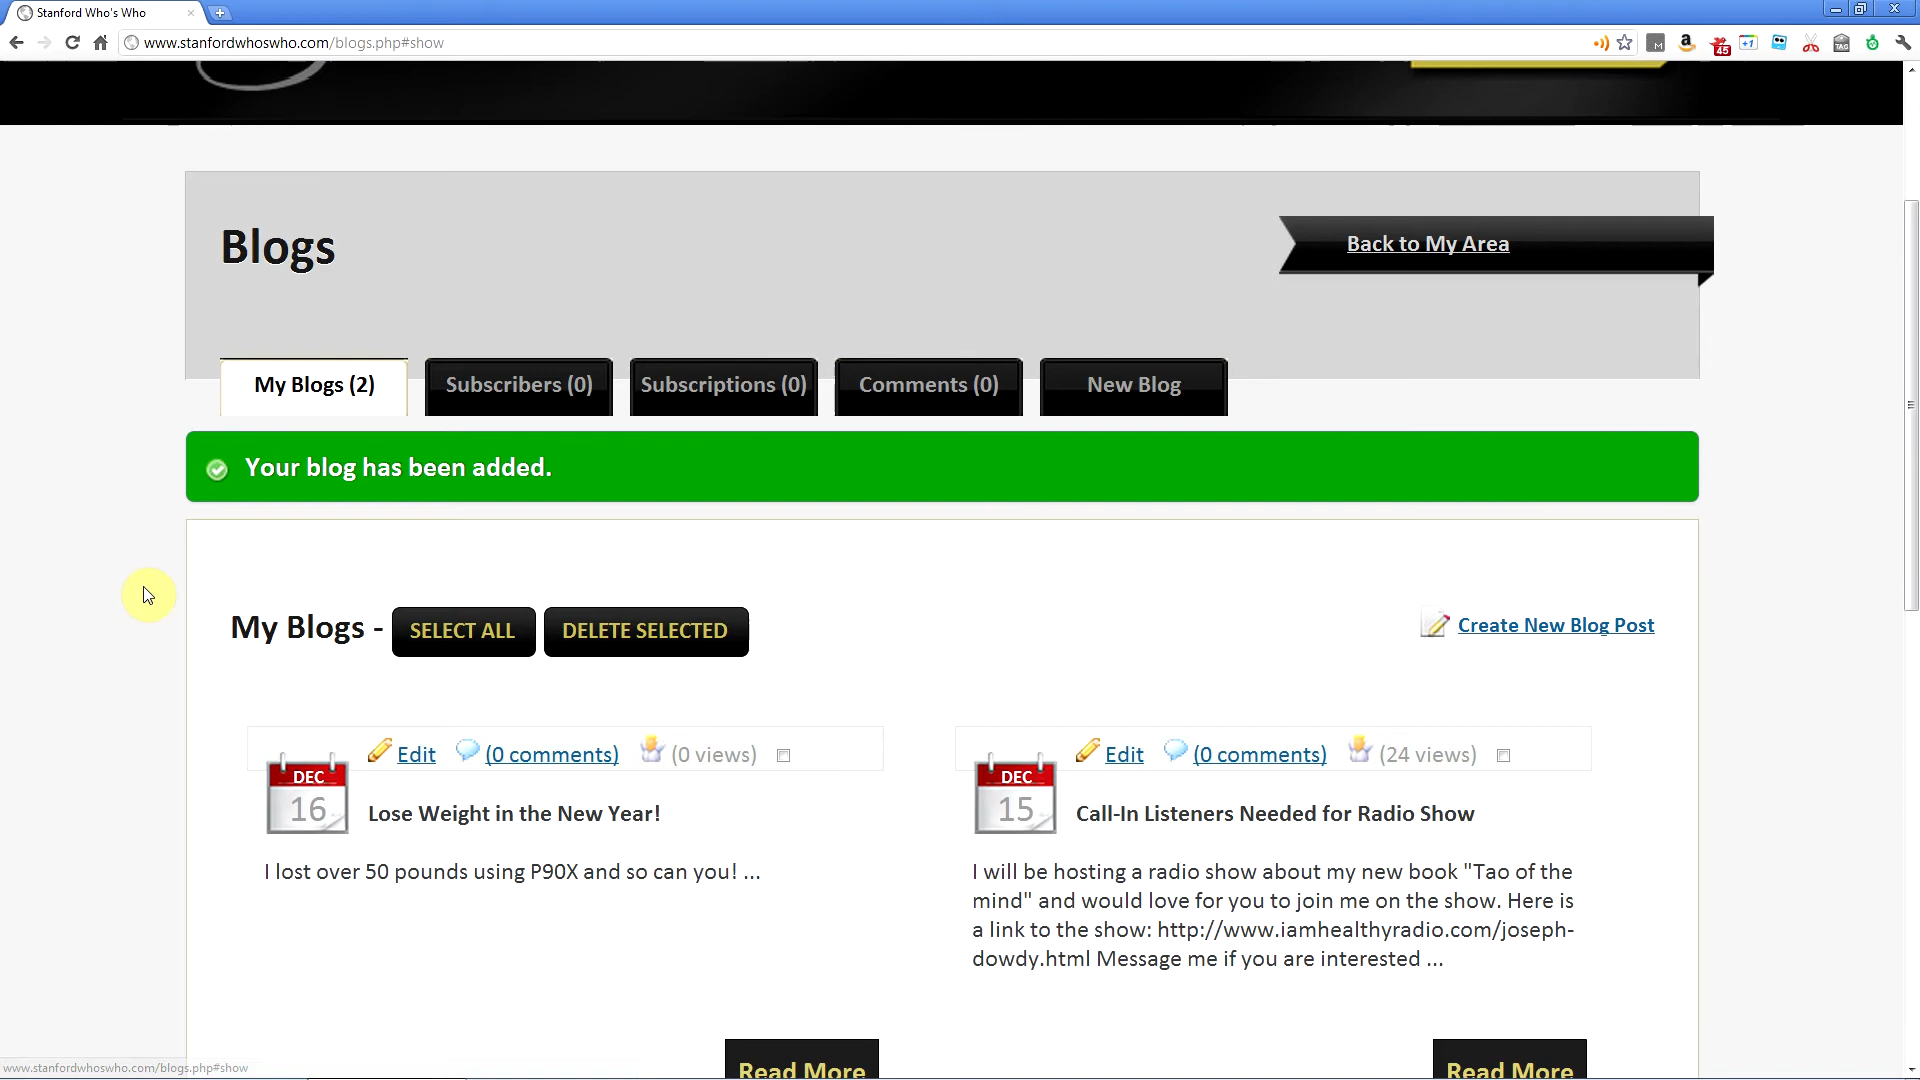 Stanford Who's Who
www.stanfordwhoswho.com/blogs.php#show
M
a
45
+1
TAG
Blogs
Back to My Area
My Blogs (2)
Subscribers (0)
Subscriptions (0)
Comments (0)
New Blog
Your blog has been added.
My Blogs -
SELECT ALL
DELETE SELECTED
Create New Blog Post
Edit
(0 comments)
(0 views)
DEC
16
Lose Weight in the New Year!
I lost over 50 pounds using P90X and so can you! ...
Read More
Edit
(0 comments)
(24 views)
DEC
15
Call-In Listeners Needed for Radio Show
I will be hosting a radio show about my new book "Tao of the
mind" and would love for you to join me on the show. Here is
a link to the show: http://www.iamhealthyradio.com/joseph-
dowdy.html Message me if you are interested ...
Read More
www.stanfordwhoswho.com/blogs.php#show